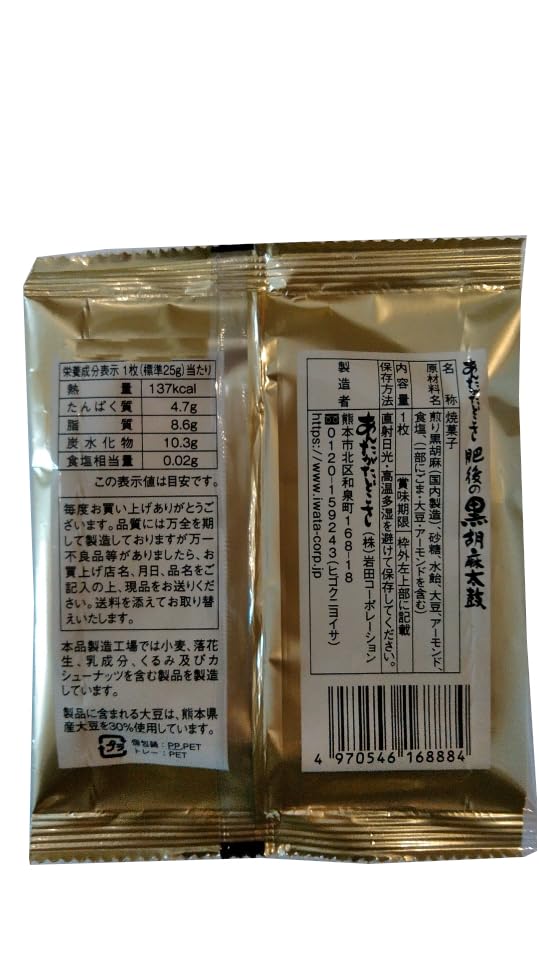 栄養成分表示 1枚(標準25g)当たり
熱量 137kcal
たんぱく質 4.7g
脂質 8.6g
炭水化物 10.3g
食塩相当量 0.02g
この表示値は目安です。
毎度お買い上げありがとうご
ざいます。品質には万全を期
して製造しておりますが万一
不良品等がありましたら、お
買上げ店名、月日、品名をご
記入の上、現品をお送りくだ
さい。送料を添えてお取り替
えいたします。
本品製造工場では小麦、落花
生、乳成分、くるみ及びカ
シューナッツを含む製品を製造
しています。
製品に含まれる大豆は、熊本県
産大豆を30%使用しています。
プラ
個包装:PP,PET
トレー:PET
あんたがたどこさ 肥後の黒胡麻太鼓
名称 焼菓子
原材料名 煎り黒胡麻(国内製造)、砂糖、水飴、大豆、アーモンド、
食塩、(一部にごま・大豆・アーモンドを含む)
内容量 1枚 賞味期限 枠外左上部に記載
保存方法 直射日光・高温多湿を避けて保存してください。
製造者 あんたがたどこさ (株)岩田コーポレーション
熊本市北区和泉町168-18
0120-159243(ヒゴクニヨイサ)
https://www.iwata-corp.jp
4 970546 168884